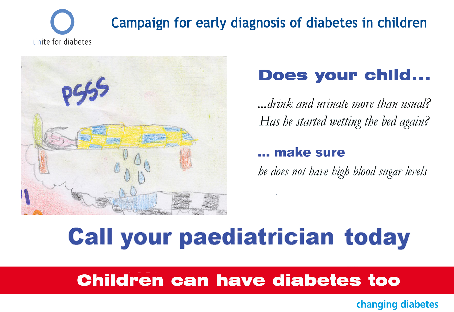 Campaign for early diagnosis of diabetes in children
unite for diabetes
PSSS
Does your child...
...drink and urinate more than usual?
Has he started wetting the bed again?
... make sure
he does not have high blood sugar levels
Call your paediatrician today
Children can have diabetes too
changing diabetes